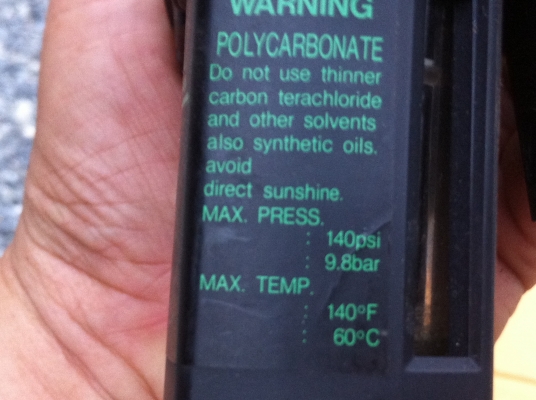 WARNING
POLYCARBONATE
Do not use thinner
carbon terachloride
and other solvents
also synthetic oils.
avoid
direct sunshine.
MAX. PRESS.
: 140psi
: 9.8bar
MAX. TEMP.
: 140°F
: 60°C